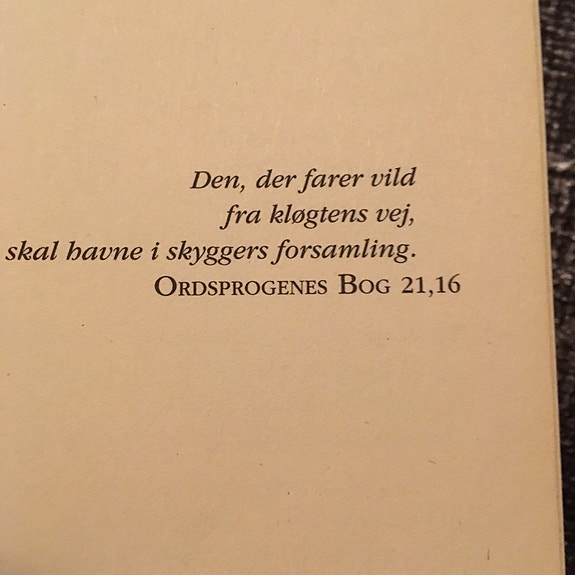 Den, der farer vild
fra kløgtens vej,
skal havne i skyggers forsamling.
ORDSPROGENES BOG 21,16